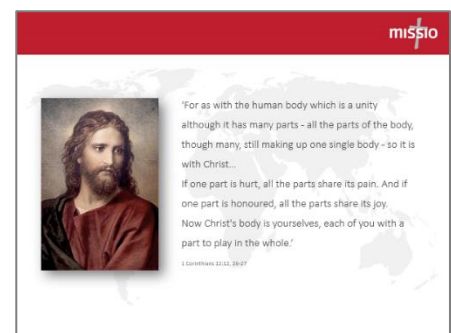 missio
'For as with the human body which is a unity
although it has many parts - all the parts of the body,
though many, still making up one single body - so it is
with Christ...
If one part is hurt, all the parts share its pain. And if
one part is honoured, all the parts share its joy.
Now Christ's body is yourselves, each of you with a
part to play in the whole.'
1 Corinthians 12:12, 26-27